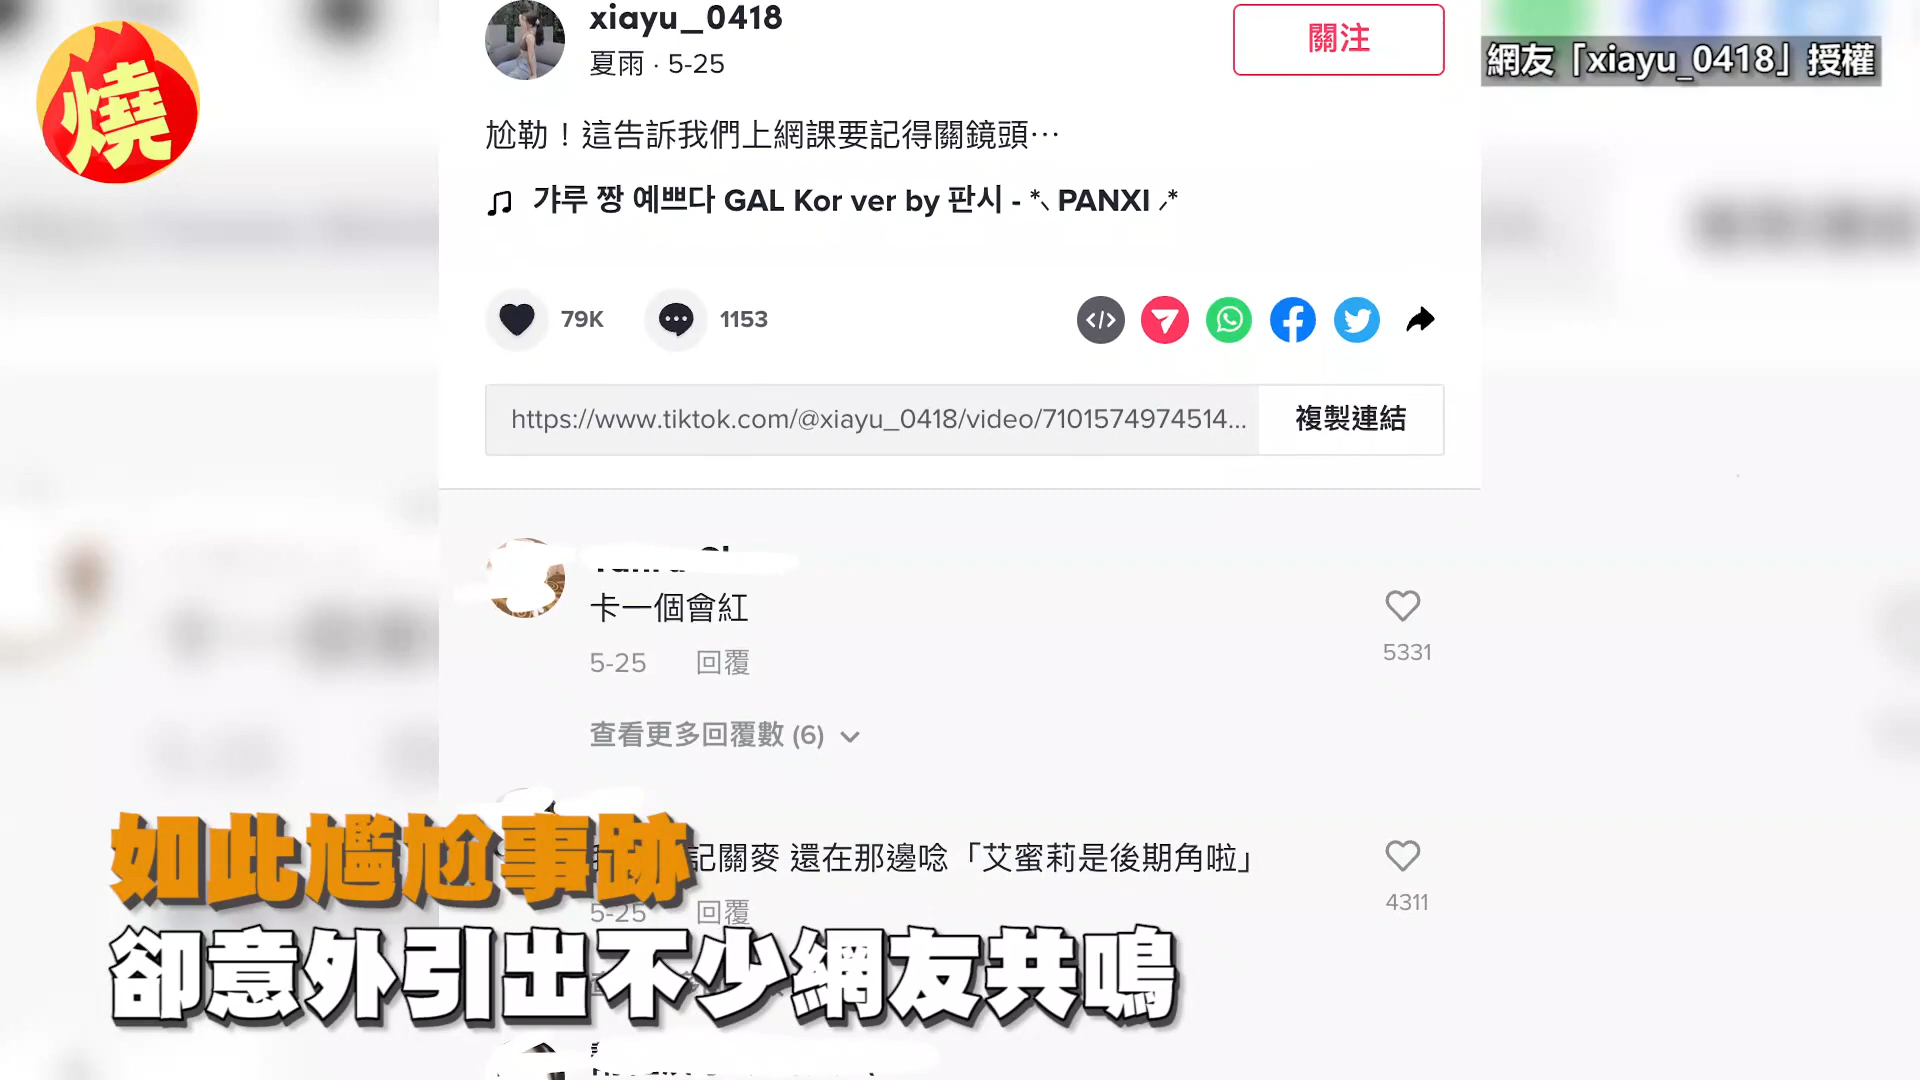 燒
xiayu_0418
夏雨 · 5-25
關注
網友「xiayu_0418」授權
尬勒！這告訴我們上網課要記得關鏡頭…
갸루 짱 예쁘다 GAL Kor ver by 판시 - *⸜ PANXI ⸝*
79K
1153
https://www.tiktok.com/@xiayu_0418/video/7101574974514...
複製連結
卡一個會紅
5-25 回覆
5331
查看更多回覆數 (6)
記關麥 還在那邊唸「艾蜜莉是後期角啦」
5-25 回覆
4311
如此尷尬事跡
卻意外引出不少網友共鳴